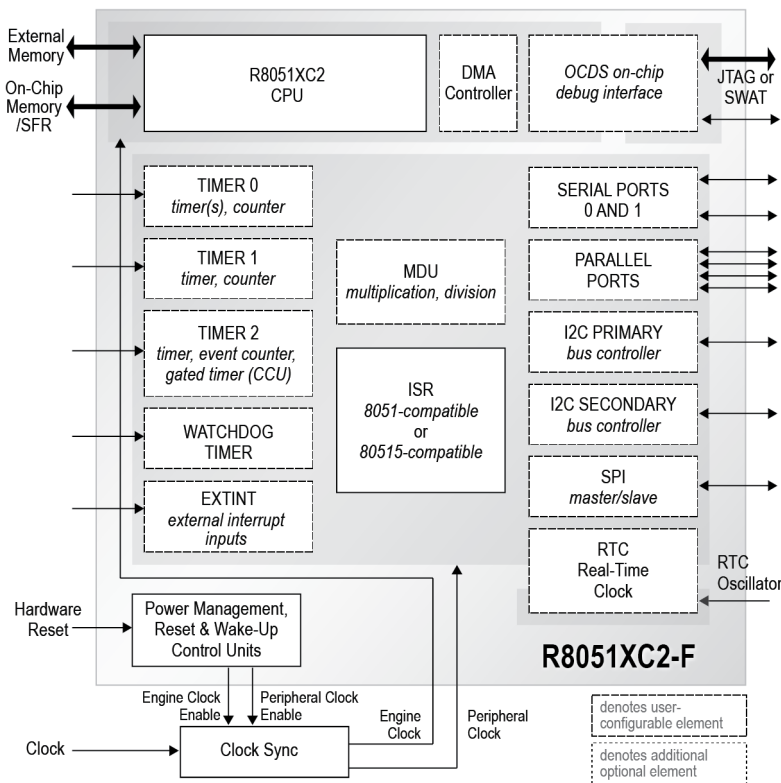 External
Memory
On-Chip
Memory
/SFR
R8051XC2
CPU
DMA
Controller
OCDS on-chip
debug interface
JTAG or
SWAT
TIMER 0
timer(s), counter
TIMER 1
timer, counter
TIMER 2
timer, event counter,
gated timer (CCU)
WATCHDOG
TIMER
EXTINT
external interrupt
inputs
MDU
multiplication, division
ISR
8051-compatible
or
80515-compatible
SERIAL PORTS
0 AND 1
PARALLEL
PORTS
I2C PRIMARY
bus controller
I2C SECONDARY
bus controller
SPI
master/slave
RTC
Real-Time
Clock
RTC
Oscillator
Hardware
Reset
Power Management,
Reset & Wake-Up
Control Units
R8051XC2-F
Engine Clock
Enable
Peripheral Clock
Enable
Engine
Clock
Peripheral
Clock
Clock
Clock Sync
denotes user-
configurable element
denotes additional
optional element